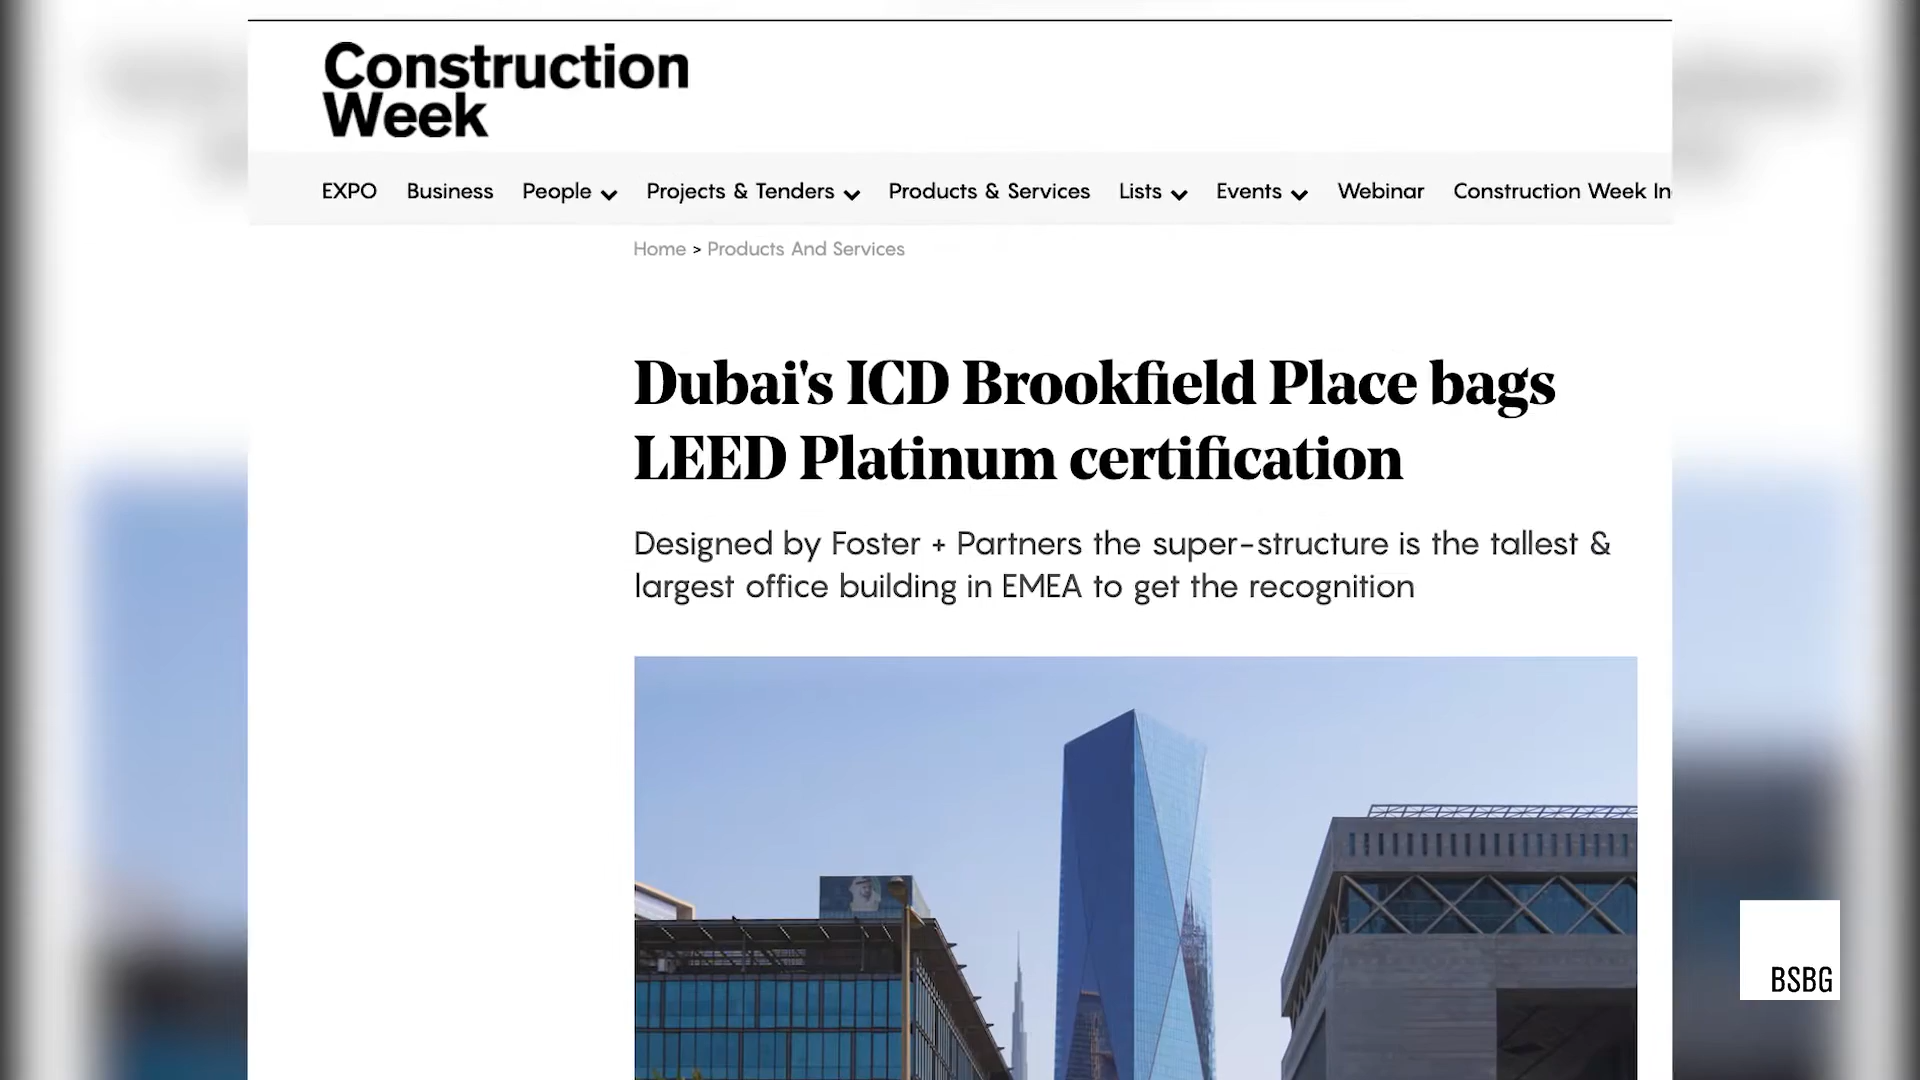 Construction
Week
EXPO Business People Projects & Tenders Products & Services Lists Events Webinar Construction Week In
Home > Products And Services
Dubai's ICD Brookfield Place bags
LEED Platinum certification
Designed by Foster + Partners the super-structure is the tallest &
largest office building in EMEA to get the recognition
BSBG